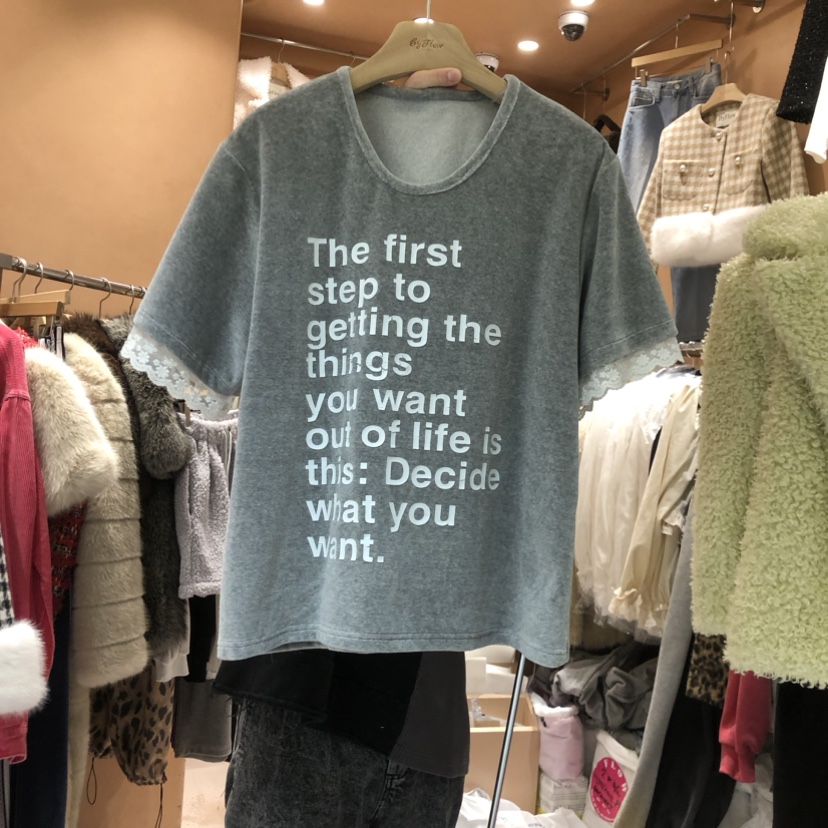 The first
step to
getting the
things
you want
out of life is
this: Decide
what you
want.